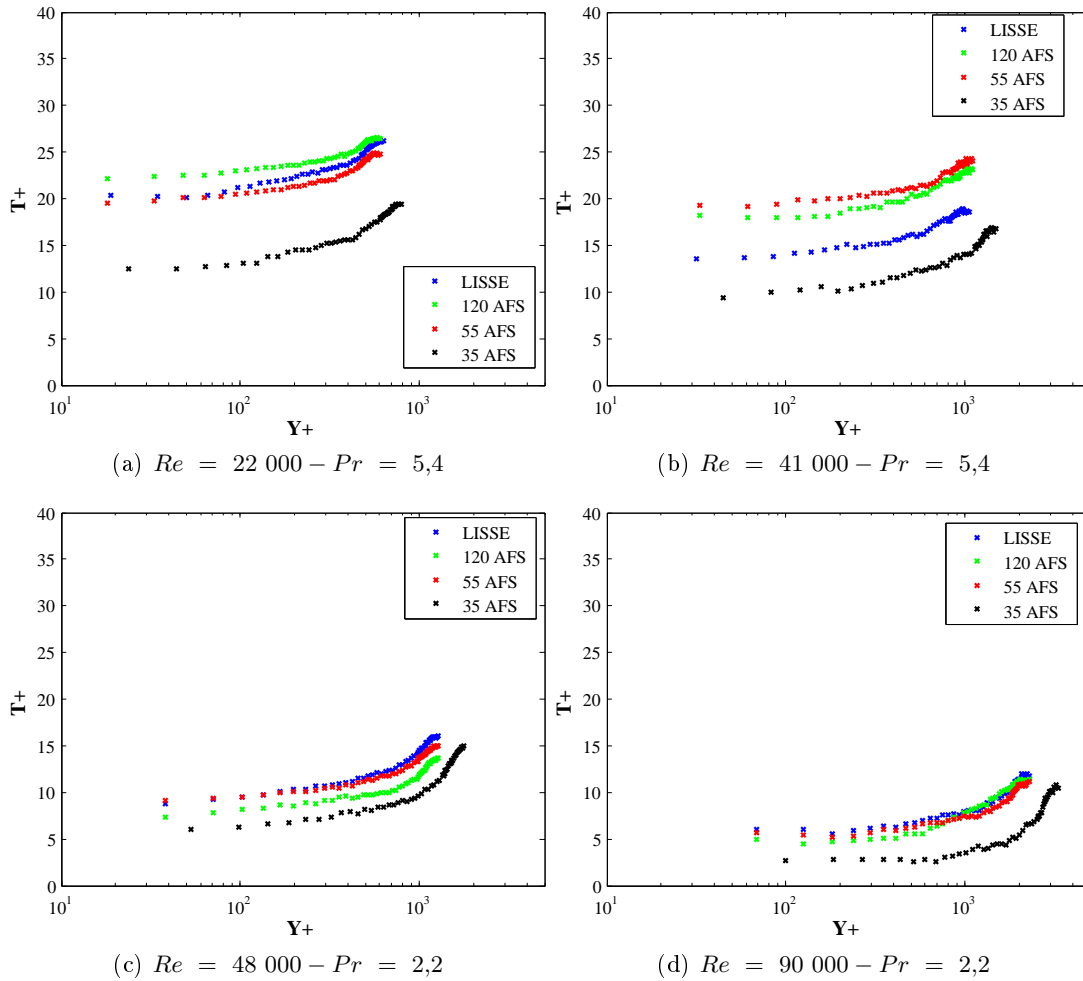 40
35
30
25
20
15
10
5
0
T+
10^1
10^2
10^3
Y+
LISSE
120 AFS
55 AFS
35 AFS
(a) Re = 22 000 − Pr = 5,4
40
35
30
25
20
15
10
5
0
T+
10^1
10^2
10^3
Y+
LISSE
120 AFS
55 AFS
35 AFS
(b) Re = 41 000 − Pr = 5,4
40
35
30
25
20
15
10
5
0
T+
10^1
10^2
10^3
Y+
LISSE
120 AFS
55 AFS
35 AFS
(c) Re = 48 000 − Pr = 2,2
40
35
30
25
20
15
10
5
0
T+
10^1
10^2
10^3
Y+
LISSE
120 AFS
55 AFS
35 AFS
(d) Re = 90 000 − Pr = 2,2